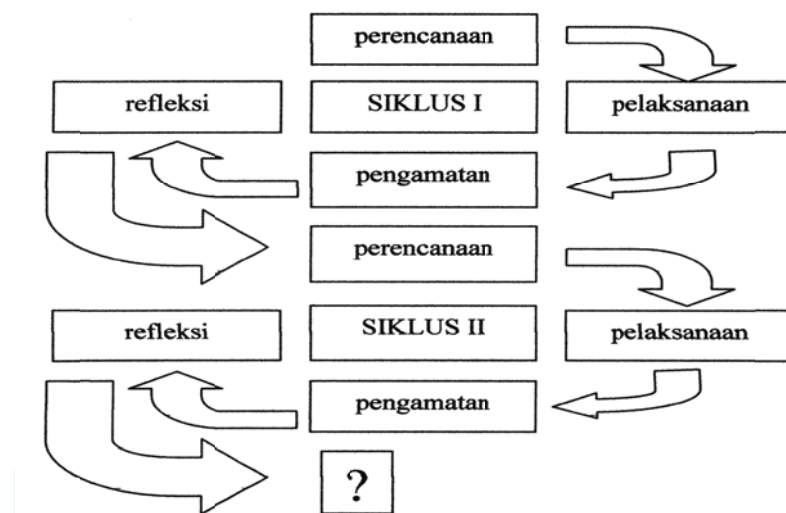 perencanaan
refleksi
SIKLUS I
pelaksanaan
pengamatan
perencanaan
refleksi
SIKLUS II
pelaksanaan
pengamatan
?